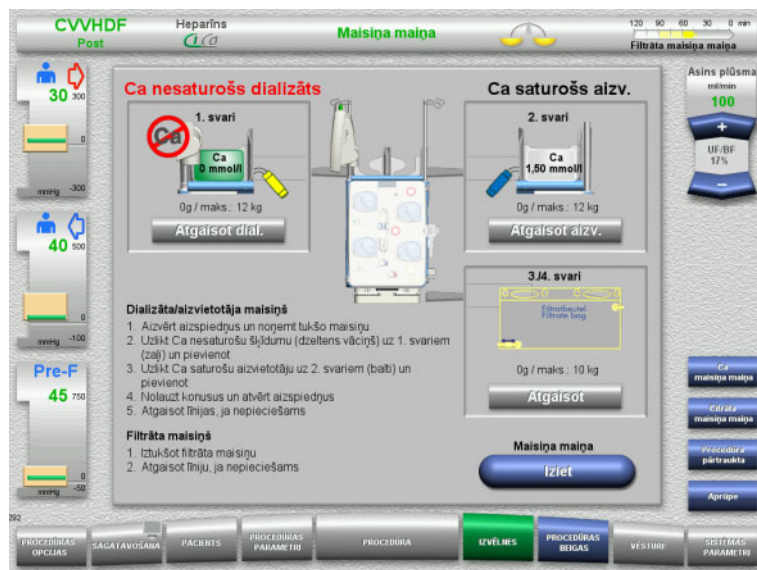 CVVHDF
Post
Heparīns
CiCa
Maisiņa maiņa
120 90 60 30 0 min
Filtrāta maisiņa maiņa
30
300
0
mmHg -300
40
500
0
mmHg -100
Pre-F
45
750
0
mmHg -50
Ca nesaturošs dializāts
1. svari
Ca
Ca
0 mmol/l
0g / maks.: 12 kg
Atgaisot dial.
Ca saturošs aizv.
2. svari
Ca
1,50 mmol/l
0g / maks.: 12 kg
Atgaisot aizv.
3./4. svari
Filtratbeutel
Filtrate bag
0g / maks.: 10 kg
Atgaisot
Dializāta/aizvietotāja maisiņš
1. Aizvērt aizspiedņus un noņemt tukšo maisiņu
2. Uzlikt Ca nesaturošu šķīdumu (dzeltens vāciņš) uz 1. svariem
(zaļi) un pievienot
3. Uzlikt Ca saturošu aizvietotāju uz 2. svariem (balti) un
pievienot
4. Nolauzt konusus un atvērt aizspiedņus
5. Atgaisot līnijas, ja nepieciešams
Filtrāta maisiņš
1. Iztukšot filtrāta maisiņu
2. Atgaisot līniju, ja nepieciešams
Maisiņa maiņa
Iziet
Asins plūsma
ml/min
100
+
UF/BF
17%
Ca
maisiņa maiņa
Citrāta
maisiņa maiņa
Procedūra
pārtraukta
Aprūpe
292
PROCEDŪRAS
OPCIJAS
SAGATAVOŠANA
PACIENTS
PROCEDŪRAS
PARAMETRI
PROCEDŪRA
IZVĒLNES
PROCEDŪRAS
BEIGAS
VĒSTURE
SISTĒMAS
PARAMETRI